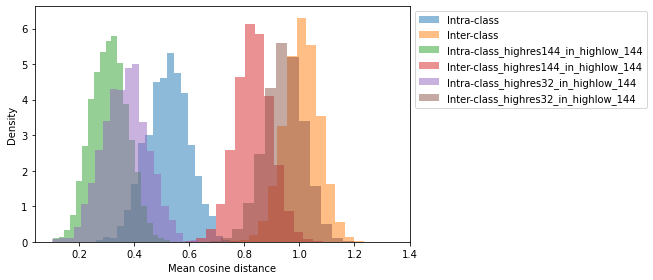 Intra-class
Inter-class
Intra-class_highres144_in_highlow_144
Inter-class_highres144_in_highlow_144
Intra-class_highres32_in_highlow_144
Inter-class_highres32_in_highlow_144
Density
6
5
4
3
2
1
0
0.2 0.4 0.6 0.8 1.0 1.2 1.4
Mean cosine distance